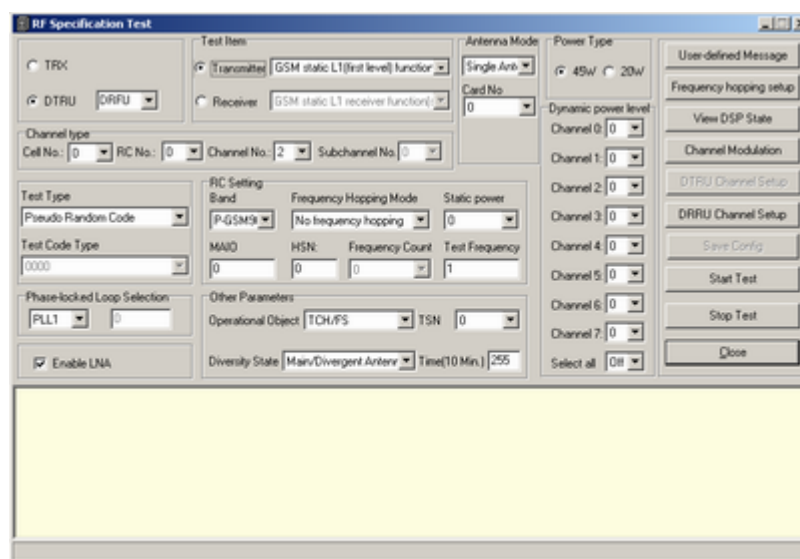 RF Specification Test
TRX
DTRU DRFU
Test Item
Transmitter GSM static L1(first level) function
Receiver GSM static L1 receiver function(
Antenna Mode
Single Ant
Card No
0
Power Type
45W 20W
Channel type
Cell No.: 0 RC No.: 0 Channel No.: 2 Subchannel No. 0
Test Type
Pseudo Random Code
Test Code Type
0000
RC Setting
Band Frequency Hopping Mode Static power
P-GSM9 No frequency hopping 0
MAIO HSN: Frequency Count Test Frequency
0 0 0 1
Phase-locked Loop Selection
PLL1 0
Enable LNA
Other Parameters
Operational Object TCH/FS TSN 0
Diversity State Main/Divergent Antenr Time(10 Min.) 255
Dynamic power level
Channel 0: 0
Channel 1: 0
Channel 2: 0
Channel 3: 0
Channel 4: 0
Channel 5: 0
Channel 6: 0
Channel 7: 0
Select all Off
User-defined Message
Frequency hopping setup
View DSP State
Channel Modulation
DTRU Channel Setup
DRRU Channel Setup
Save Config
Start Test
Stop Test
Close